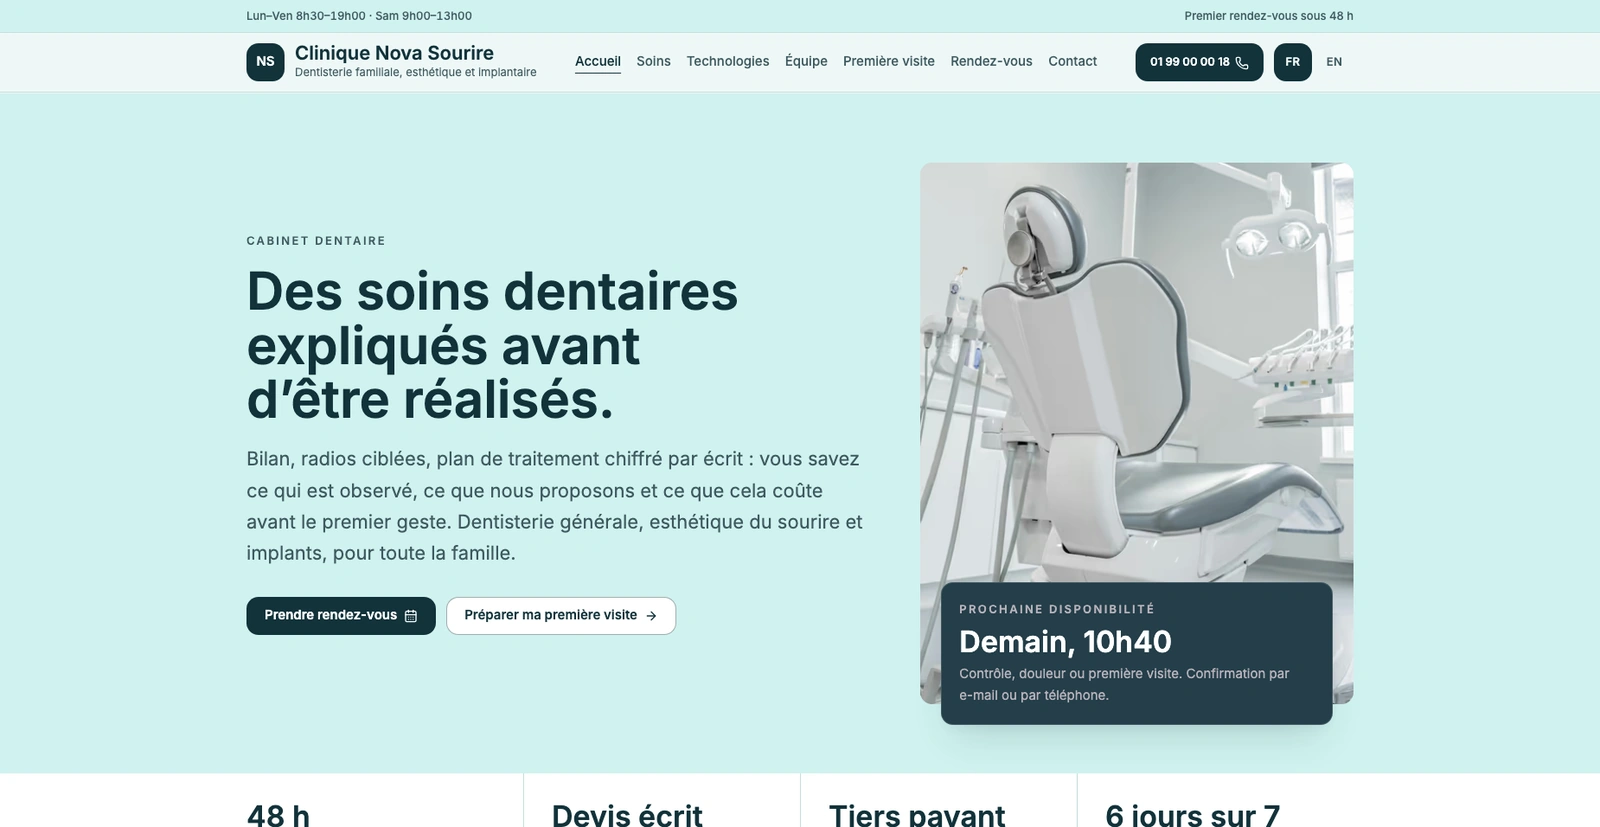 Lun–Ven 8h30–19h00 · Sam 9h00–13h00
Premier rendez-vous sous 48 h
NS
Clinique Nova Sourire
Dentisterie familiale, esthétique et implantaire
Accueil
Soins
Technologies
Équipe
Première visite
Rendez-vous
Contact
01 99 00 00 18
FR
EN
CABINET DENTAIRE
Des soins dentaires
expliqués avant
d’être réalisés.
Bilan, radios ciblées, plan de traitement chiffré par écrit : vous savez
ce qui est observé, ce que nous proposons et ce que cela coûte
avant le premier geste. Dentisterie générale, esthétique du sourire et
implants, pour toute la famille.
Prendre rendez-vous
Préparer ma première visite
PROCHAINE DISPONIBILITÉ
Demain, 10h40
Contrôle, douleur ou première visite. Confirmation par
e-mail ou par téléphone.
48 h
Devis écrit
Tiers payant
6 jours sur 7